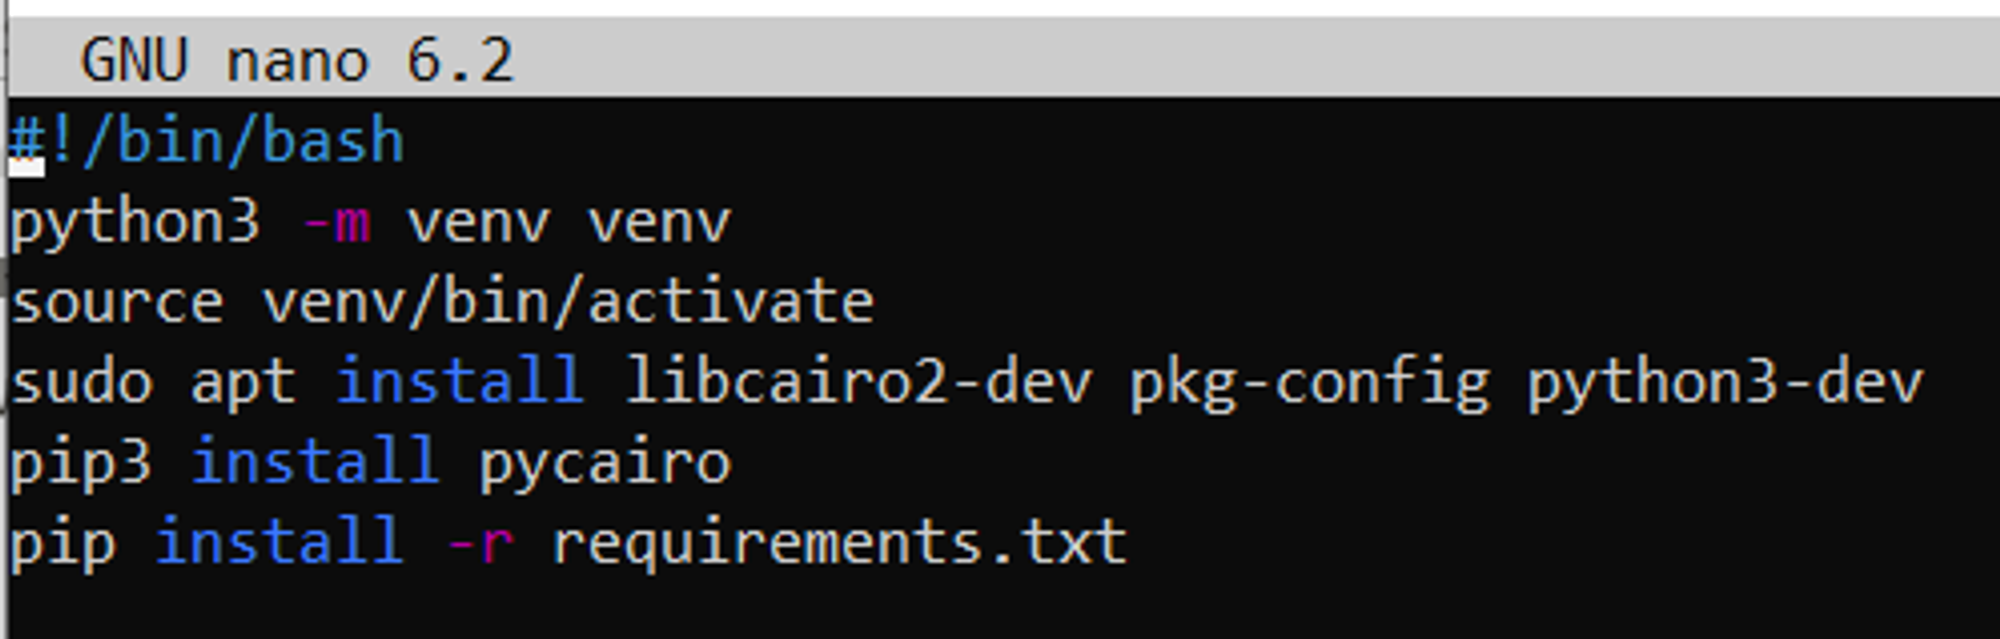 GNU nano 6.2
#!/bin/bash
python3 -m venv venv
source venv/bin/activate
sudo apt install libcairo2-dev pkg-config python3-dev
pip3 install pycairo
pip install -r requirements.txt